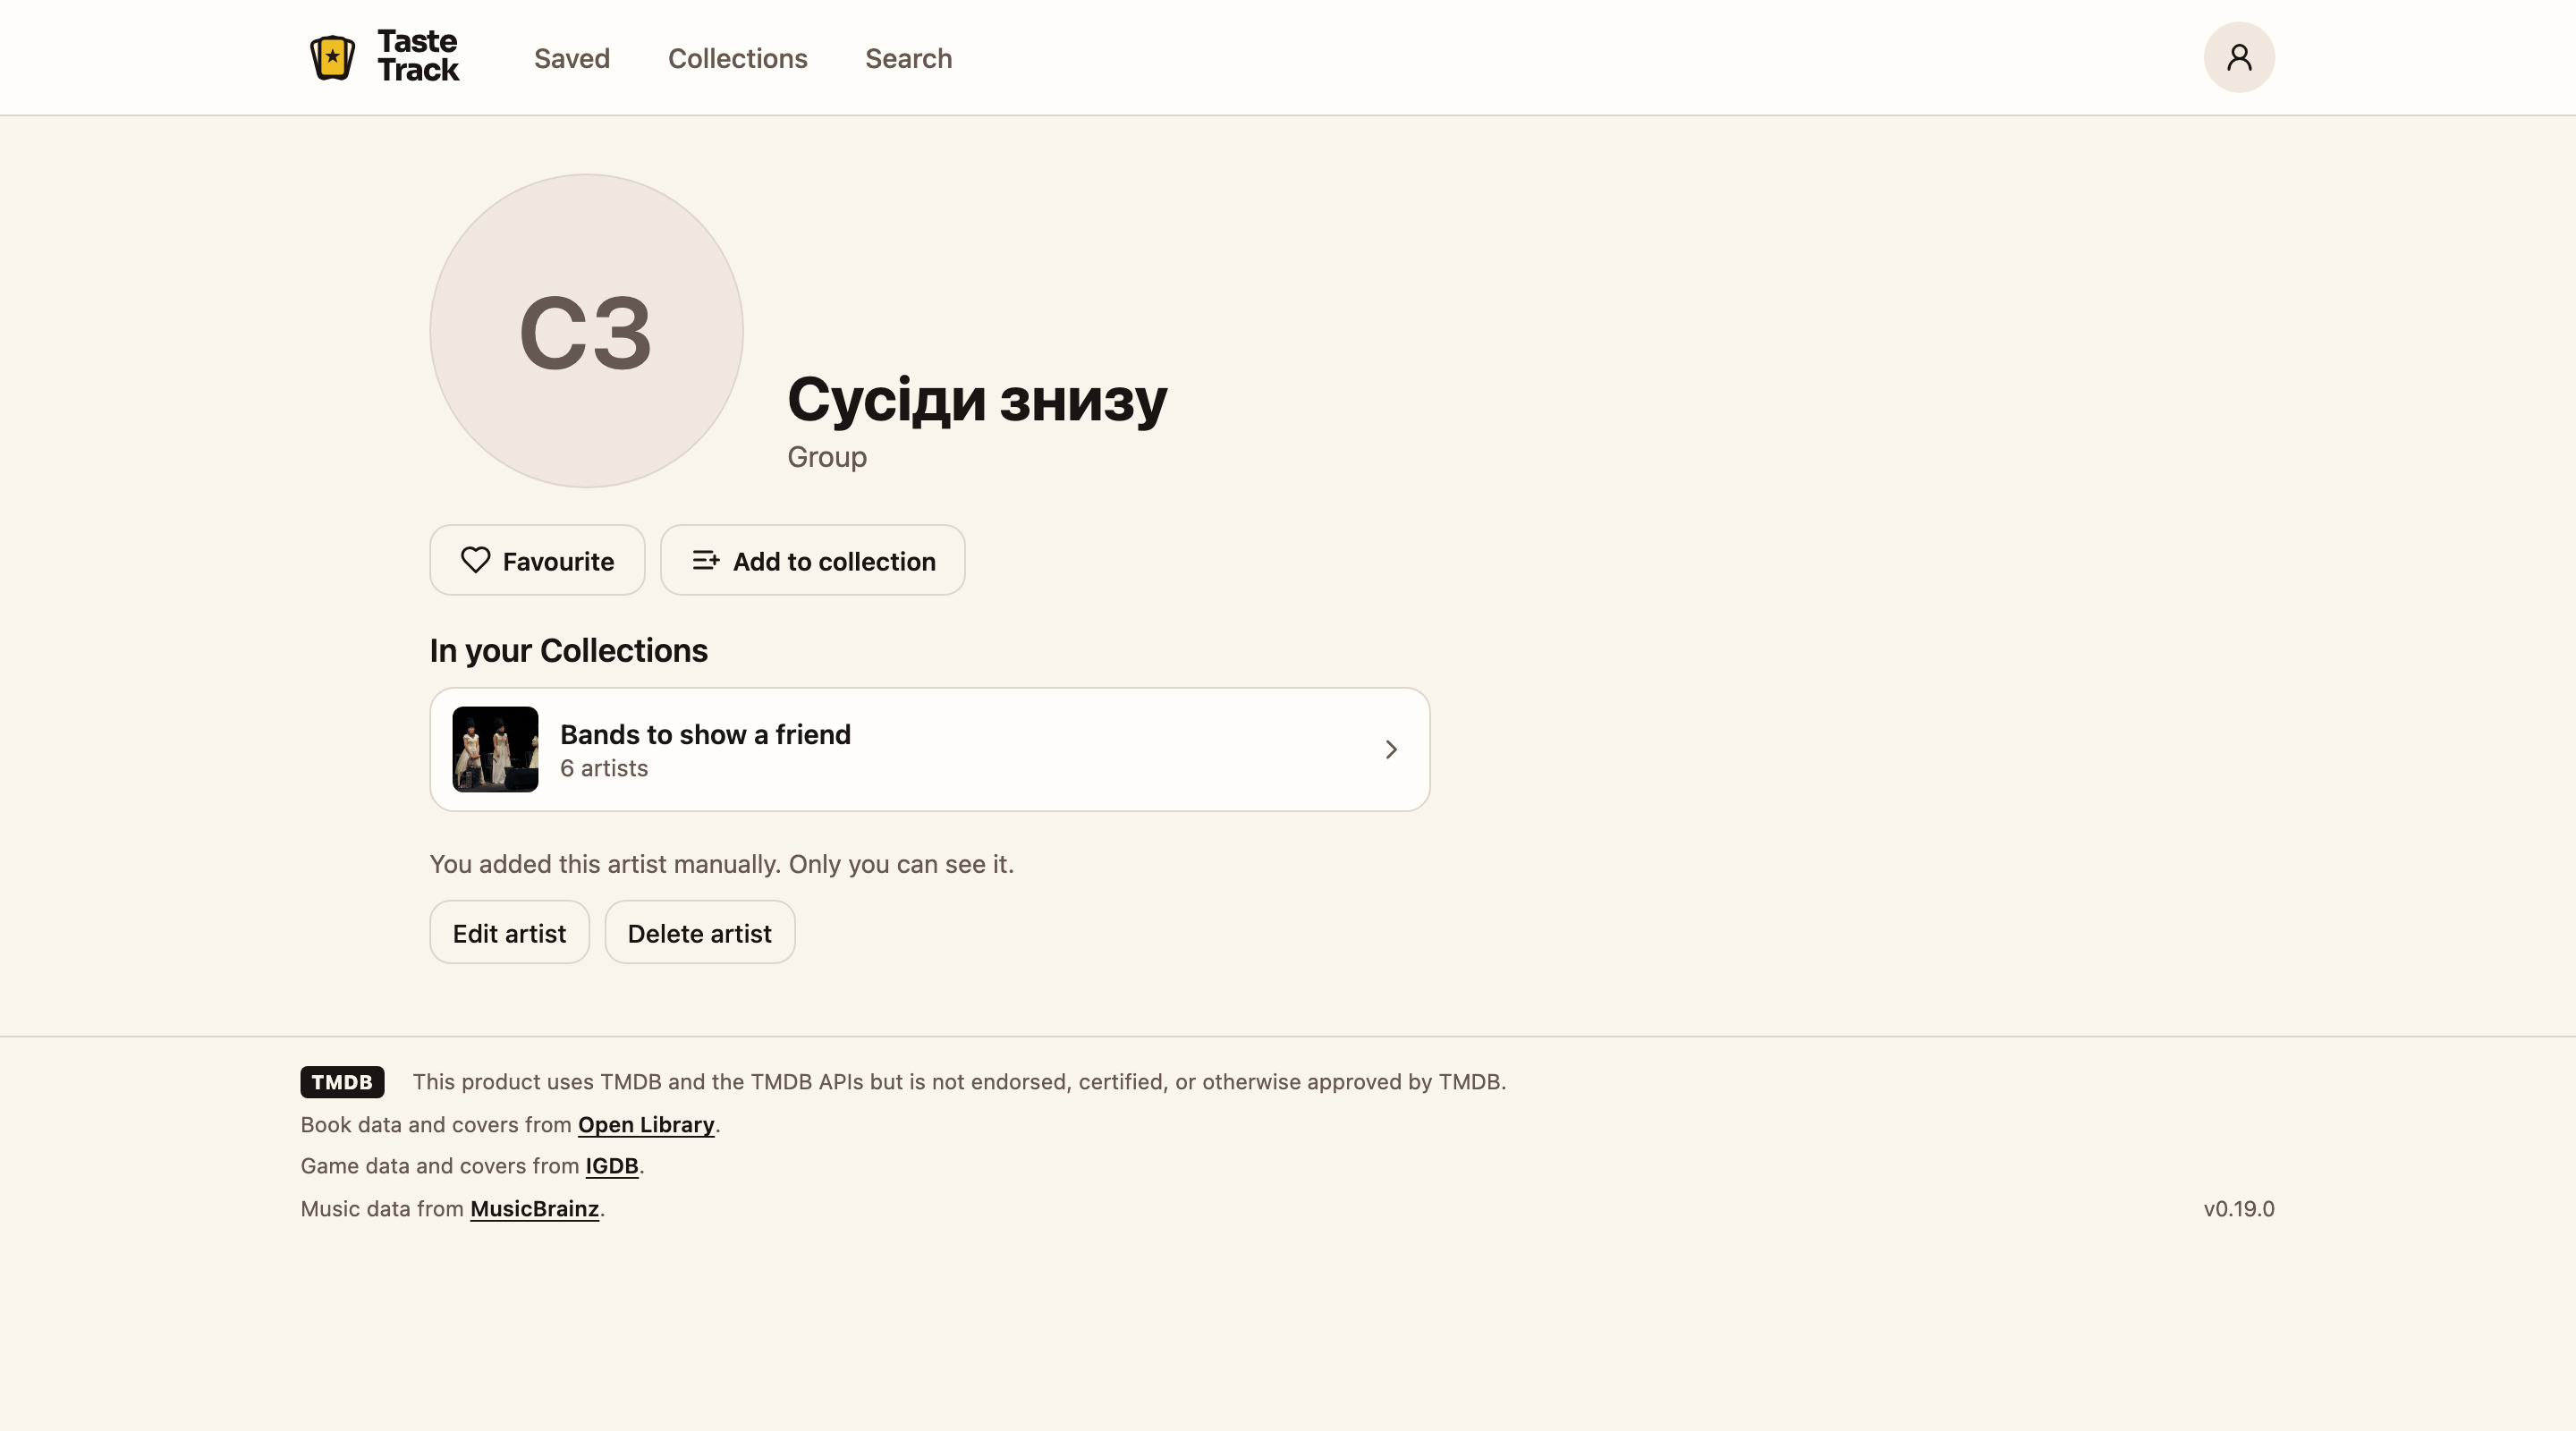 Taste
Track
Saved
Collections
Search
СЗ
Сусіди знизу
Group
Favourite
Add to collection
In your Collections
Bands to show a friend
6 artists
You added this artist manually. Only you can see it.
Edit artist
Delete artist
TMDB This product uses TMDB and the TMDB APIs but is not endorsed, certified, or otherwise approved by TMDB.
Book data and covers from Open Library.
Game data and covers from IGDB.
Music data from MusicBrainz.
v0.19.0